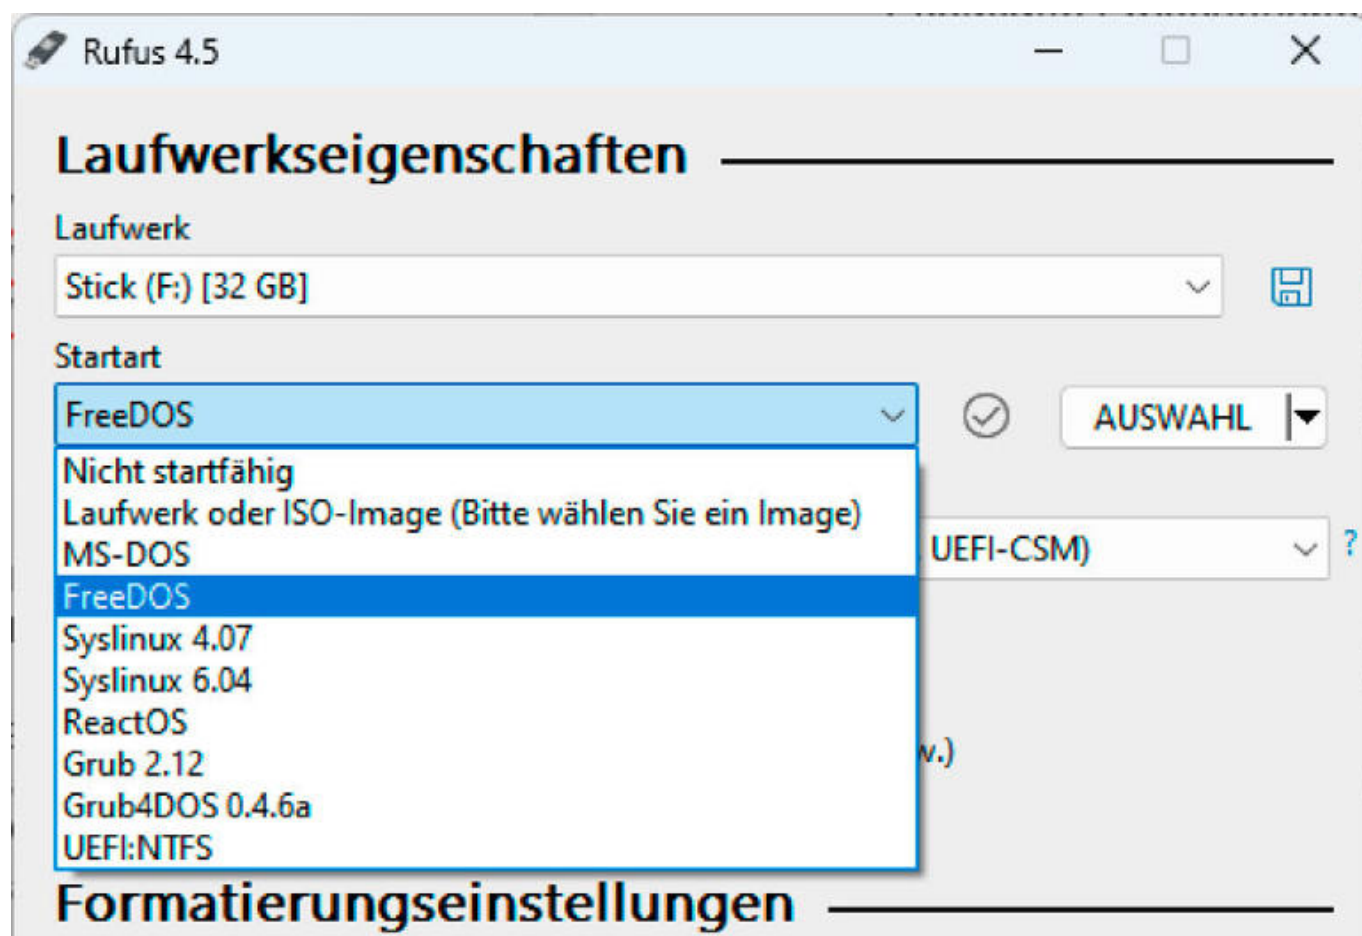 Rufus 4.5
Laufwerkseigenschaften
Laufwerk
Stick (F:) [32 GB]
Startart
FreeDOS
AUSWAHL
Nicht startfähig
Laufwerk oder ISO-Image (Bitte wählen Sie ein Image)
MS-DOS
UEFI-CSM) ?
FreeDOS
Syslinux 4.07
Syslinux 6.04
ReactOS
Grub 2.12
w.)
Grub4DOS 0.4.6a
UEFI:NTFS
Formatierungseinstellungen